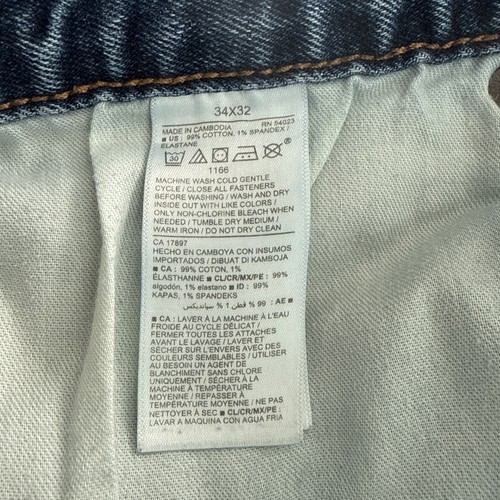 34X32
MADE IN CAMBODIA RN 54023
■ US : 99% COTTON, 1% SPANDEX /
ELASTANE
30
1166
MACHINE WASH COLD GENTLE
CYCLE / CLOSE ALL FASTENERS
BEFORE WASHING / WASH AND DRY
INSIDE OUT WITH LIKE COLORS /
ONLY NON-CHLORINE BLEACH WHEN
NEEDED / TUMBLE DRY MEDIUM /
WARM IRON / DO NOT DRY CLEAN
CA 17897
HECHO EN CAMBOYA CON INSUMOS
IMPORTADOS / DIBUAT DI KAMBOJA
■ CA : 99% COTON, 1%
ÉLASTHANNE ■ CL/CR/MX/PE : 99%
algodón, 1% elastano ■ ID : 99%
KAPAS, 1% SPANDEKS
■ AE : 99 % قطن 1 % سبانديكس
■ CA : LAVER À LA MACHINE À L'EAU
FROIDE AU CYCLE DÉLICAT /
FERMER TOUTES LES ATTACHES
AVANT LE LAVAGE / LAVER ET
SÉCHER SUR L'ENVERS AVEC DES
COULEURS SEMBLABLES / UTILISER
AU BESOIN UN AGENT DE
BLANCHIMENT SANS CHLORE
UNIQUEMENT / SÉCHER À LA
MACHINE À TEMPÉRATURE
MOYENNE / REPASSER À
TEMPÉRATURE MOYENNE / NE PAS
NETTOYER À SEC ■ CL/CR/MX/PE :
LAVAR A MAQUINA CON AGUA FRIA